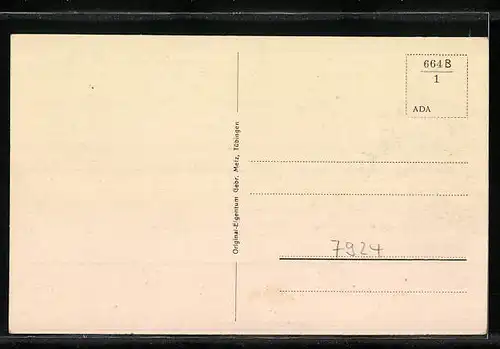 664 B
1
ADA
Original-Eigentum Gebr. Metz, Tübingen
7924